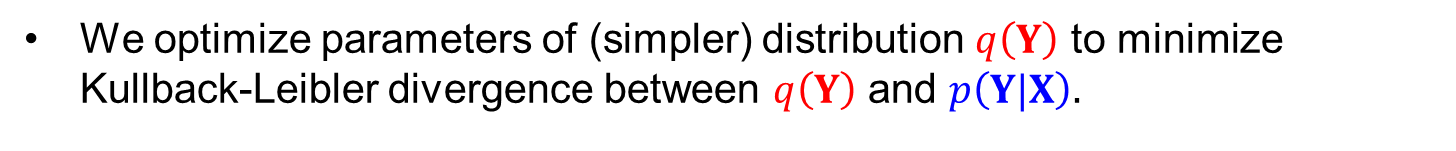 • We optimize parameters of (simpler) distribution q(𝐘) to minimize
Kullback-Leibler divergence between q(𝐘) and p(𝐘|𝐗).